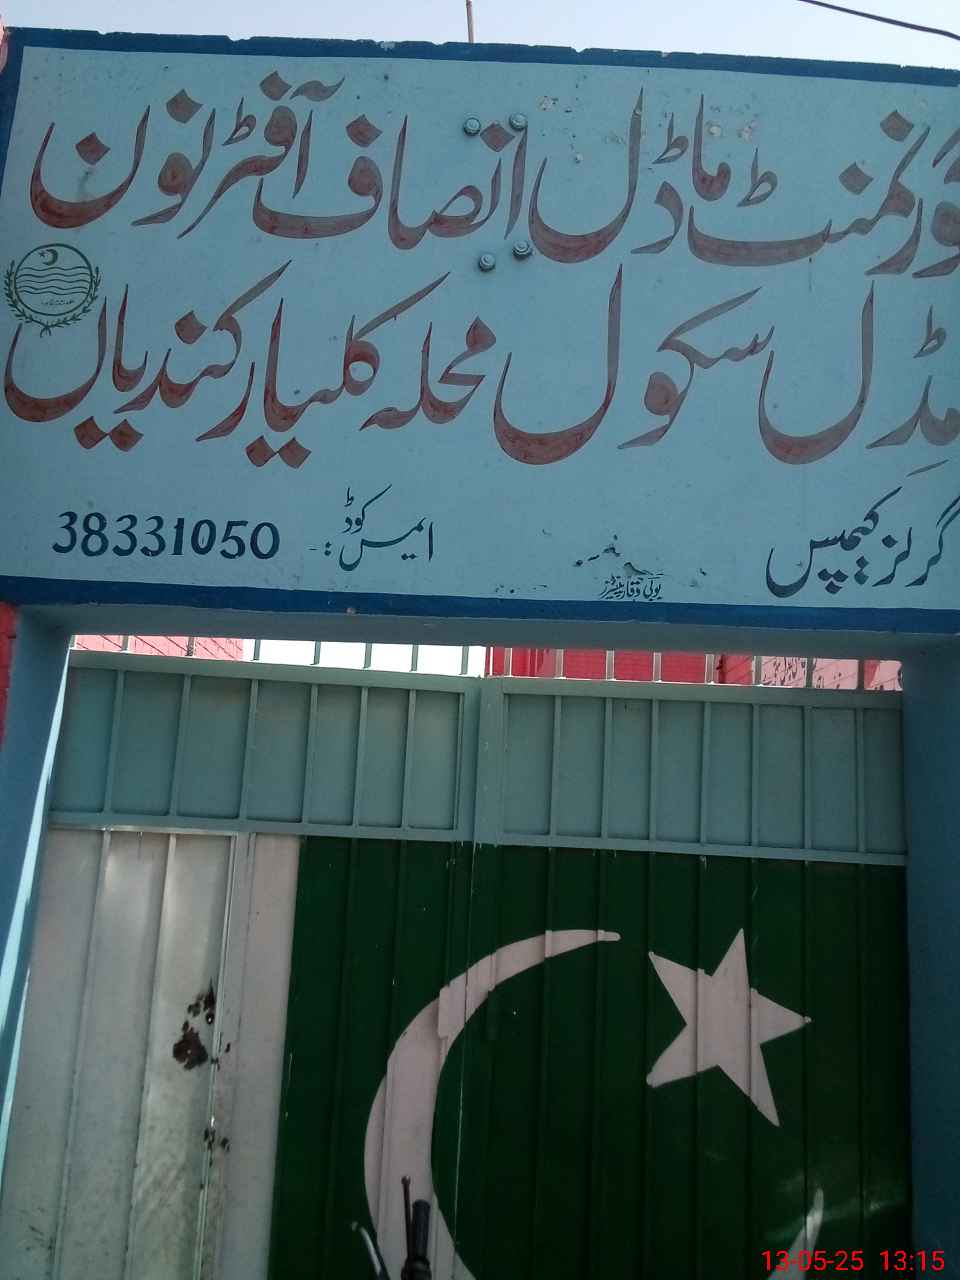 گورنمنٹ ماڈل انصاف آفٹرنون
مڈل سکول محلہ کلیار کندیاں
گرلز کیمپس
ایمس کوڈ: 38331050
13-05-25 13:15